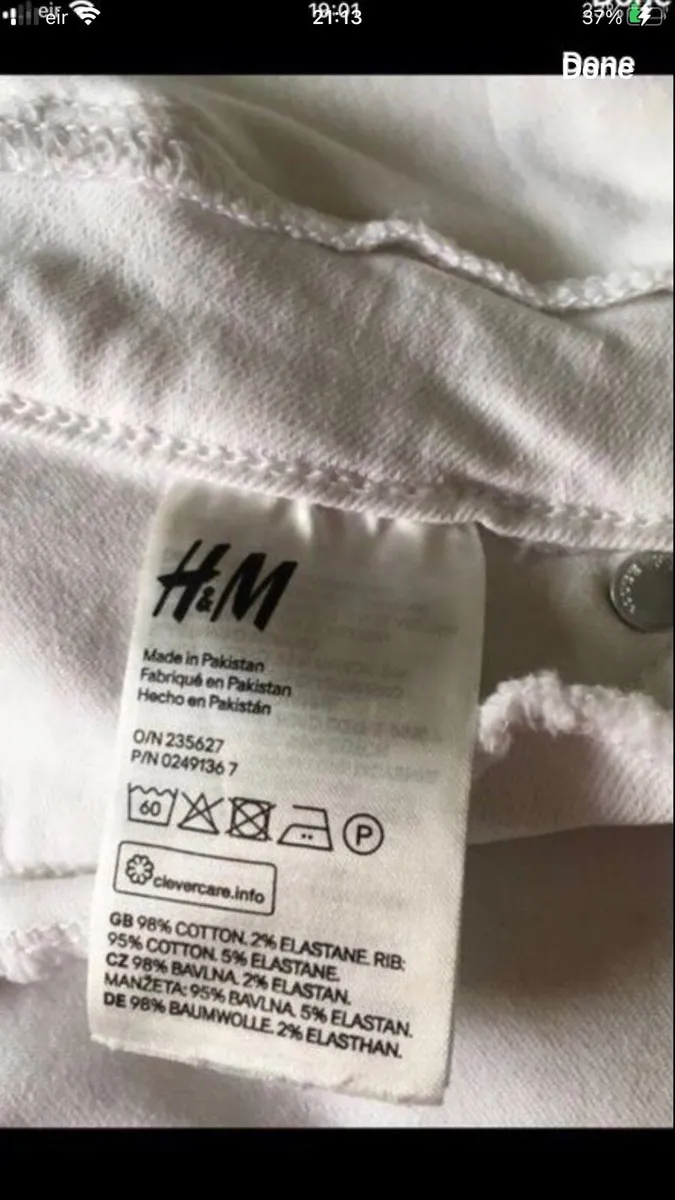 eir
21:13
37%
Done
H&M
Made in Pakistan
Fabriqué en Pakistan
Hecho en Pakistán
O/N 235627
P/N 0249136 7
60
P
clevercare.info
GB 98% COTTON. 2% ELASTANE. RIB:
95% COTTON. 5% ELASTANE.
CZ 98% BAVLNA. 2% ELASTAN.
MANŽETA: 95% BAVLNA. 5% ELASTAN.
DE 98% BAUMWOLLE. 2% ELASTHAN.